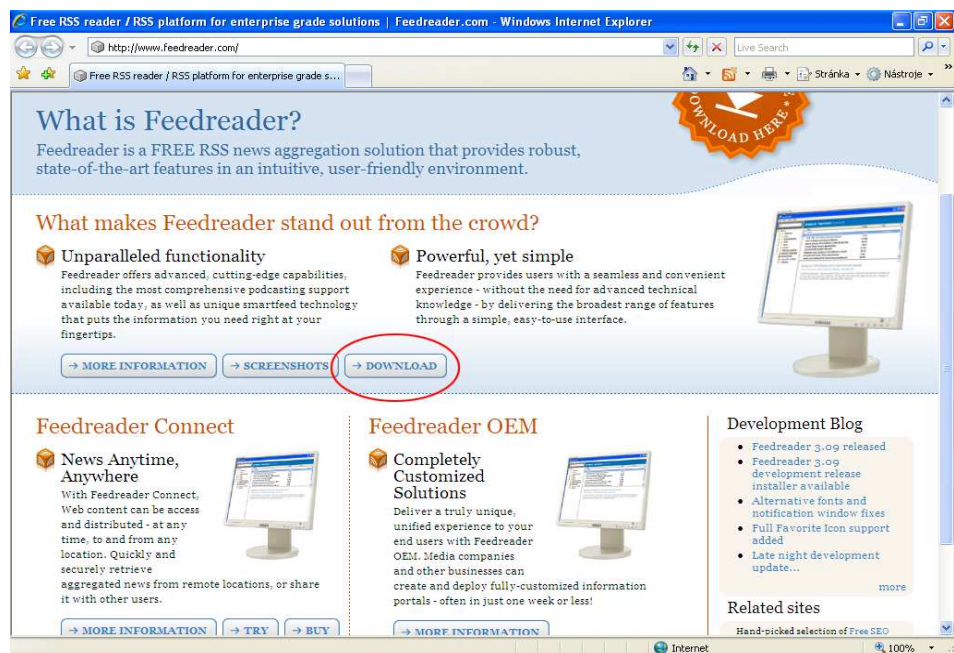 Free RSS reader / RSS platform for enterprise grade solutions | Feedreader.com - Windows Internet Explorer
http://www.feedreader.com/
Live Search
Free RSS reader / RSS platform for enterprise grade s...
Stránka
Nástroje
DOWNLOAD HERE
What is Feedreader?
Feedreader is a FREE RSS news aggregation solution that provides robust,
state-of-the-art features in an intuitive, user-friendly environment.
What makes Feedreader stand out from the crowd?
Unparalleled functionality
Feedreader offers advanced, cutting-edge capabilities,
including the most comprehensive podcasting support
available today, as well as unique smartfeed technology
that puts the information you need right at your
fingertips.
Powerful, yet simple
Feedreader provides users with a seamless and convenient
experience - without the need for advanced technical
knowledge - by delivering the broadest range of features
through a simple, easy-to-use interface.
→ MORE INFORMATION → SCREENSHOTS → DOWNLOAD
Feedreader Connect
News Anytime,
Anywhere
With Feedreader Connect,
Web content can be access
and distributed - at any
time, to and from any
location. Quickly and
securely retrieve
aggregated news from remote locations, or share
it with other users.
→ MORE INFORMATION → TRY → BUY
Feedreader OEM
Completely
Customized
Solutions
Deliver a truly unique,
unified experience to your
end users with Feedreader
OEM. Media companies
and other businesses can
create and deploy fully-customized information
portals - often in just one week or less!
→ MORE INFORMATION
Development Blog
Feedreader 3.09 released
Feedreader 3.09
development release
installer available
Alternative fonts and
notification window fixes
Full Favorite Icon support
added
Late night development
update...
more
Related sites
Hand-picked selection of Free SEO
Internet
100%